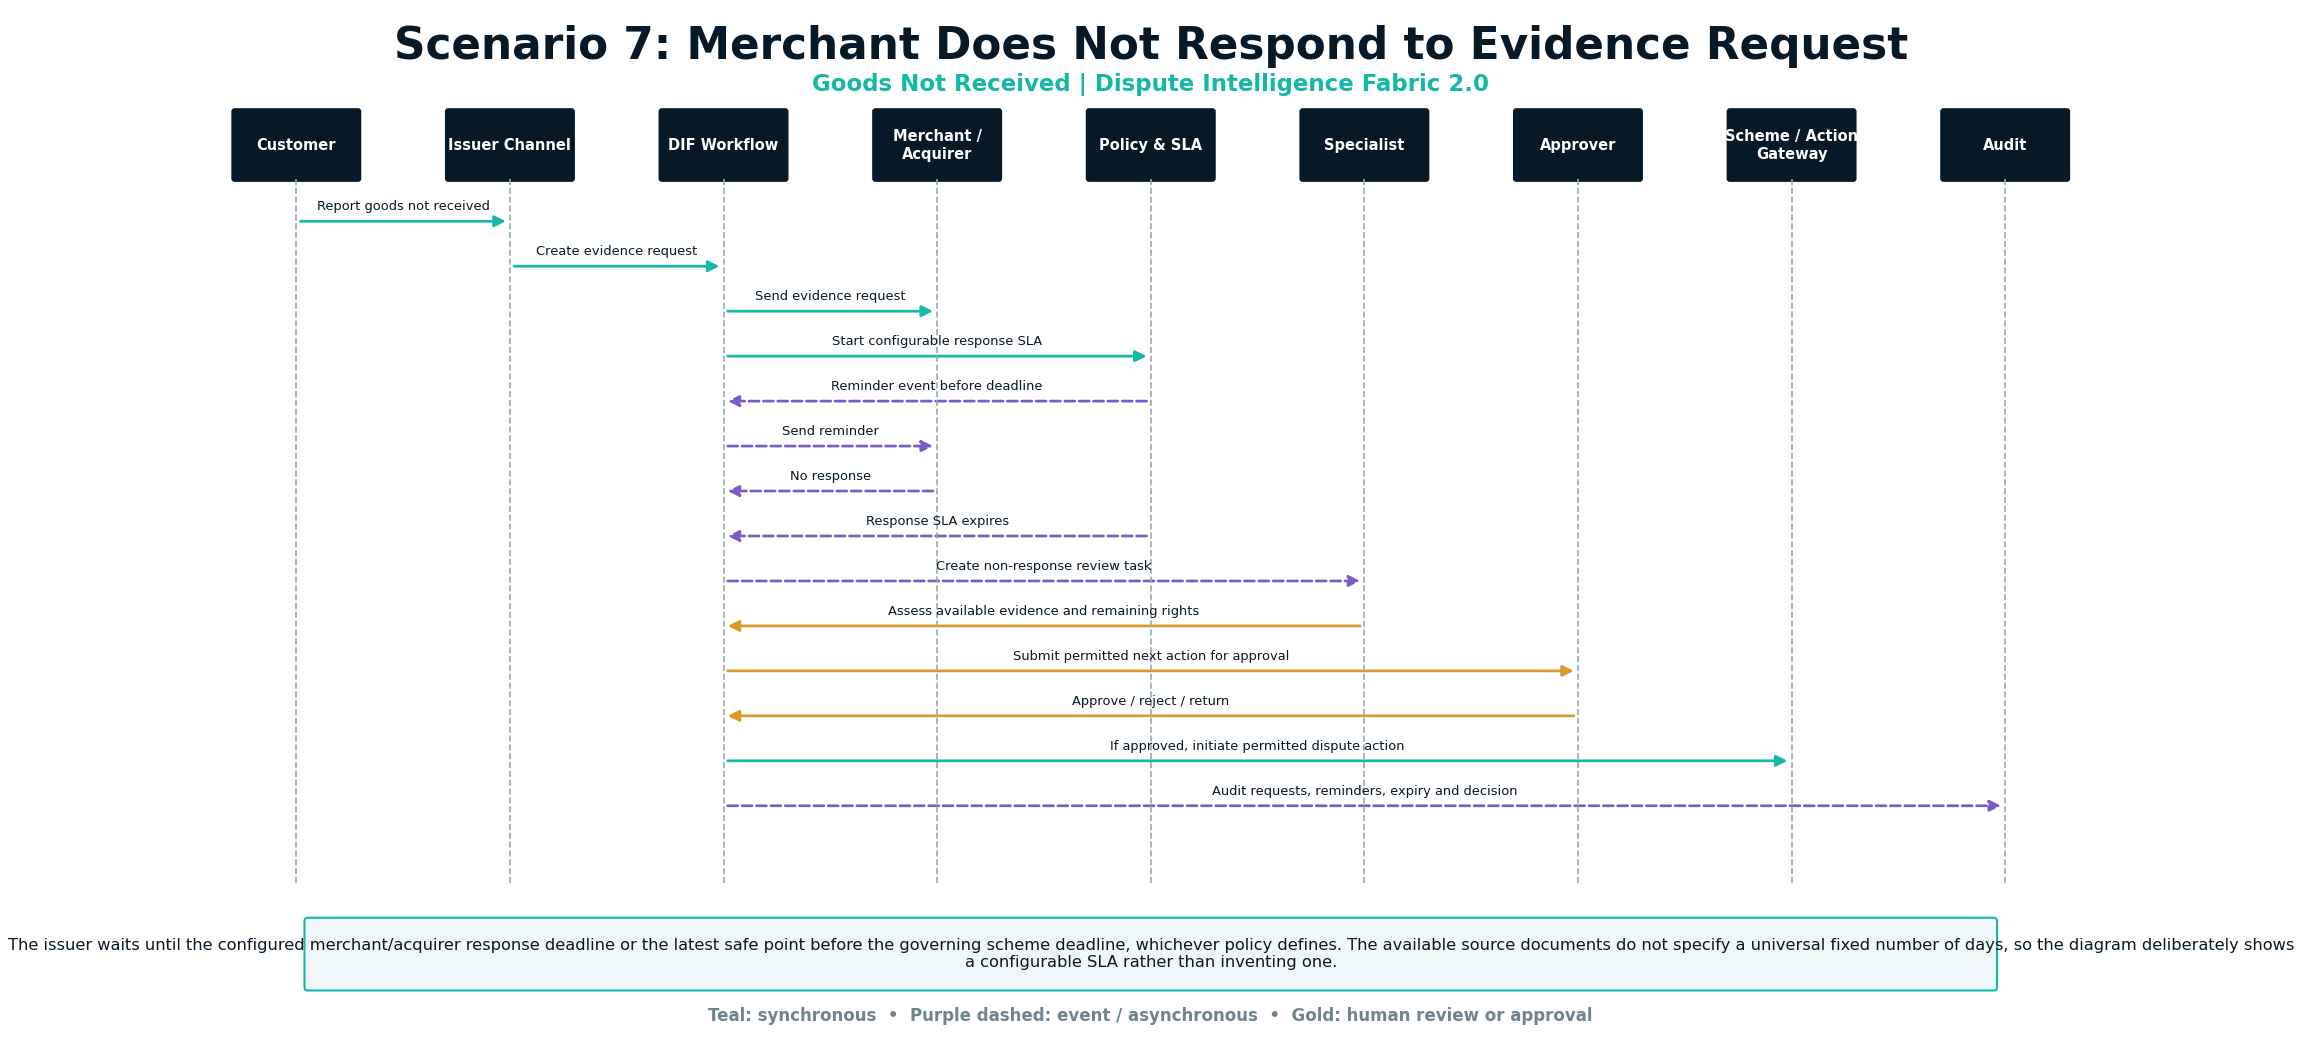 Scenario 7: Merchant Does Not Respond to Evidence Request
Goods Not Received | Dispute Intelligence Fabric 2.0
Customer
Issuer Channel
DIF Workflow
Merchant /
Acquirer
Policy & SLA
Specialist
Approver
Scheme / Action
Gateway
Audit
Report goods not received
Create evidence request
Send evidence request
Start configurable response SLA
Reminder event before deadline
Send reminder
No response
Response SLA expires
Create non-response review task
Assess available evidence and remaining rights
Submit permitted next action for approval
Approve / reject / return
If approved, initiate permitted dispute action
Audit requests, reminders, expiry and decision
The issuer waits until the configured merchant/acquirer response deadline or the latest safe point before the governing scheme deadline, whichever policy defines. The available source documents do not specify a universal fixed number of days, so the diagram deliberately shows
a configurable SLA rather than inventing one.
Teal: synchronous • Purple dashed: event / asynchronous • Gold: human review or approval